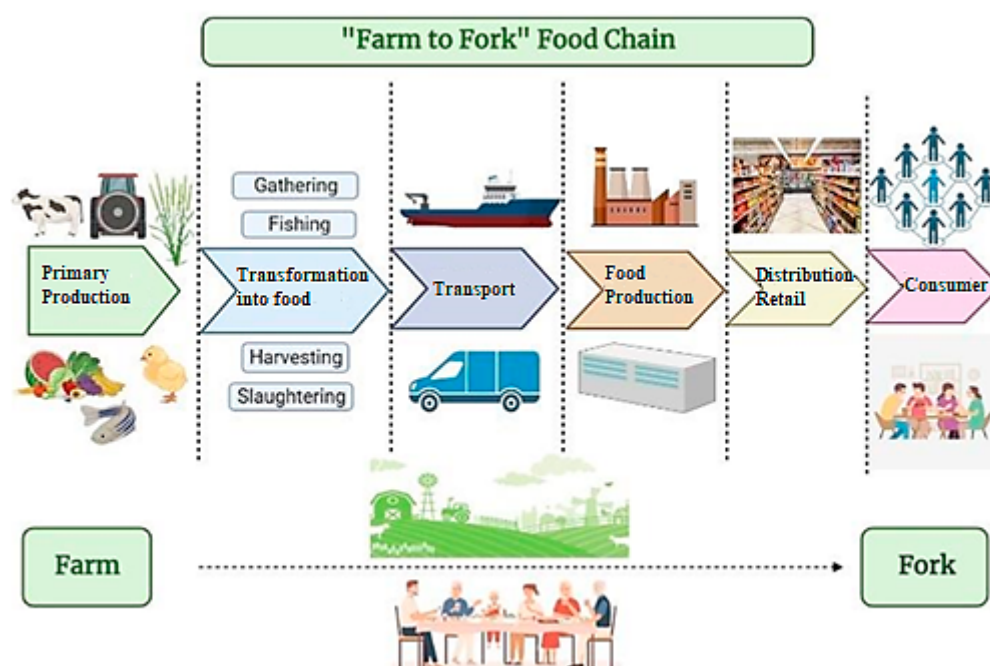 "Farm to Fork" Food Chain
Gathering
Fishing
Primary
Production
Transformation
into food
Transport
Food
Production
Distribution-
Retail
Consumer
Harvesting
Slaughtering
Farm
Fork